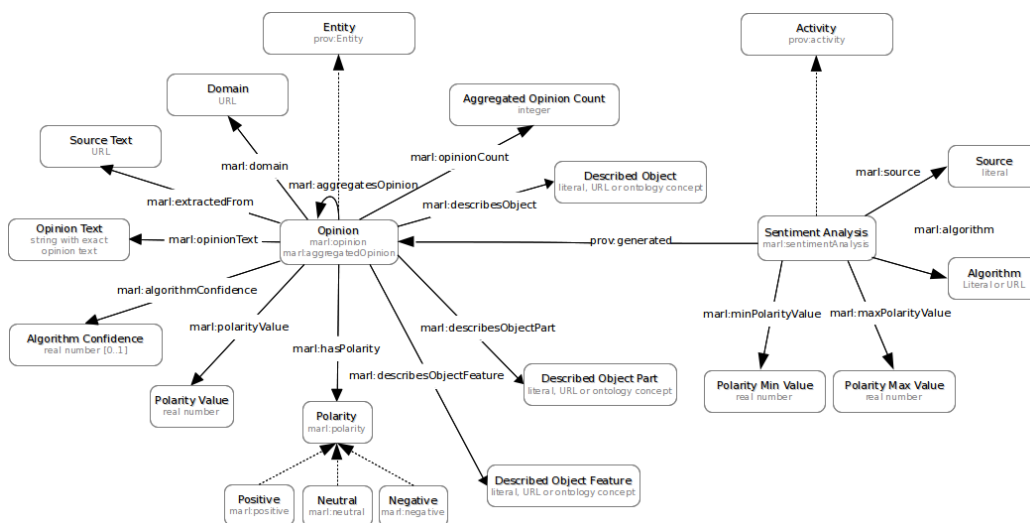 Entity
prov:Entity
Activity
prov:activity
Domain
URL
Aggregated Opinion Count
integer
Source Text
URL
marl:opinionCount
marl:domain
Described Object
literal, URL or ontology concept
Source
literal
marl:source
marl:aggregatesOpinion
marl:extractedFrom
marl:describesObject
Opinion Text
string with exact
opinion text
marl:opinionText
Opinion
marl:opinion
marl:aggregatedOpinion
prov:generated
Sentiment Analysis
marl:sentimentAnalysis
marl:algorithm
Algorithm
Literal or URL
marl:algorithmConfidence
marl:minPolarityValue
marl:maxPolarityValue
marl:polarityValue
marl:describesObjectPart
Algorithm Confidence
real number [0..1]
marl:hasPolarity
marl:describesObjectFeature
Described Object Part
literal, URL or ontology concept
Polarity Min Value
real number
Polarity Max Value
real number
Polarity Value
real number
Polarity
marl:polarity
Described Object Feature
literal, URL or ontology concept
Positive
marl:positive
Neutral
marl:neutral
Negative
marl:negative